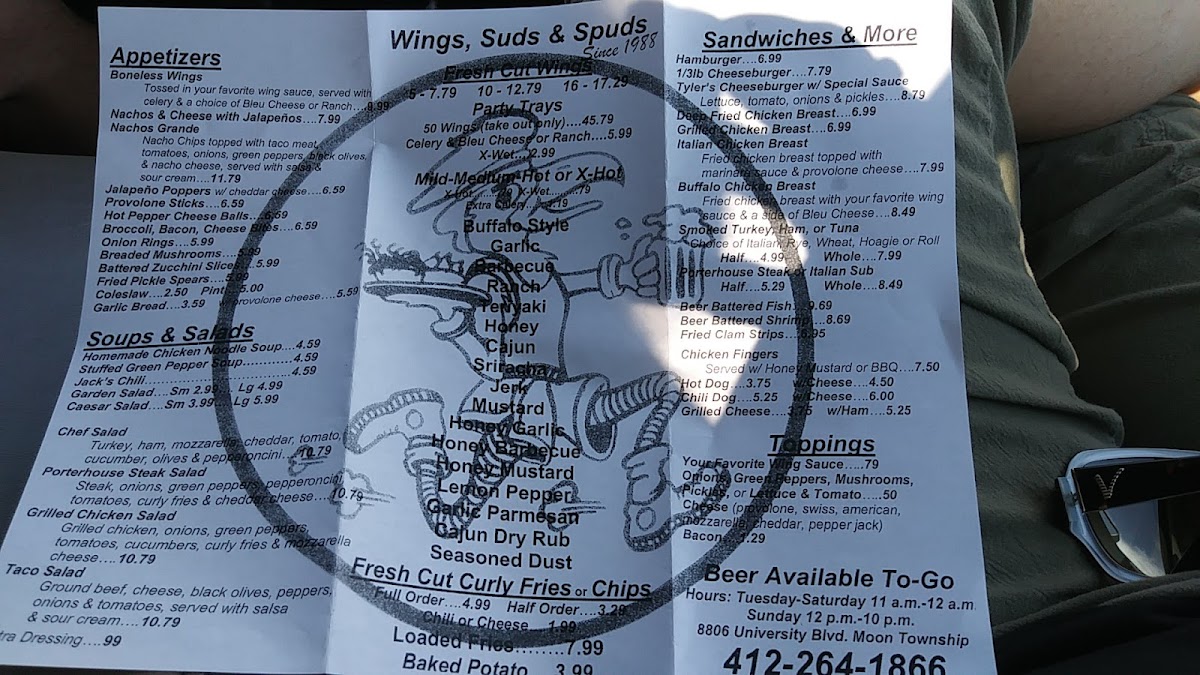 Appetizers
Boneless Wings
Tossed in your favorite wing sauce, served with
celery & a choice of Bleu Cheese or Ranch....9.99
Nachos & Cheese with Jalapeños....7.99
Nachos Grande
Nacho Chips topped with taco meat,
tomatoes, onions, green peppers, black olives,
& nacho cheese, served with salsa &
sour cream....11.79
Jalapeño Poppers w/ cheddar cheese....6.59
Provolone Sticks....6.59
Hot Pepper Cheese Balls....6.59
Broccoli, Bacon, Cheese Bites....6.59
Onion Rings....5.99
Breaded Mushrooms....5.99
Battered Zucchini Slices....5.99
Fried Pickle Spears....5.99
Coleslaw....2.50 Pint....5.00
Garlic Bread....3.59 w/ provolone cheese....5.59
Soups & Salads
Homemade Chicken Noodle Soup....4.59
Stuffed Green Pepper Soup..........4.59
Jack's Chili..............................4.59
Garden Salad....Sm 2.99 Lg 4.99
Caesar Salad....Sm 3.99 Lg 5.99
Chef Salad
Turkey, ham, mozzarella, cheddar, tomato,
cucumber, olives & pepperoncini....10.79
Porterhouse Steak Salad
Steak, onions, green peppers, pepperoncini,
tomatoes, curly fries & cheddar cheese....10.79
Grilled Chicken Salad
Grilled chicken, onions, green peppers,
tomatoes, cucumbers, curly fries & mozzarella
cheese....10.79
Taco Salad
Ground beef, cheese, black olives, peppers,
onions & tomatoes, served with salsa
& sour cream....10.79
tra Dressing....99
Wings, Suds & Spuds
Since 1988
Fresh Cut Wings
5 - 7.79 10 - 12.79 16 - 17.29
Party Trays
50 Wings (take out only)....45.79
Celery & Bleu Cheese or Ranch....5.99
X-Wet....2.99
Mild-Medium-Hot or X-Hot
X-Wet....79
Extra Celery
Buffalo Style
Garlic
Barbecue
Ranch
Teriyaki
Honey
Cajun
Sriracha
Jerk
Mustard
Honey Garlic
Honey Barbecue
Honey Mustard
Lemon Pepper
Garlic Parmesan
Cajun Dry Rub
Seasoned Dust
Fresh Cut Curly Fries or Chips
Full Order....4.99 Half Order....3.29
Chili or Cheese....1.99
Loaded Fries..........7.99
Baked Potato....3.99
Sandwiches & More
Hamburger....6.99
1/3lb Cheeseburger....7.79
Tyler's Cheeseburger w/ Special Sauce
Lettuce, tomato, onions & pickles....8.79
Deep Fried Chicken Breast....6.99
Grilled Chicken Breast....6.99
Italian Chicken Breast
Fried chicken breast topped with
marinara sauce & provolone cheese....7.99
Buffalo Chicken Breast
Fried chicken breast with your favorite wing
sauce & a side of Bleu Cheese....8.49
Smoked Turkey, Ham, or Tuna
Choice of Italian, Rye, Wheat, Hoagie or Roll
Half....4.99 Whole....7.99
Porterhouse Steak or Italian Sub
Half....5.29 Whole....8.49
Beer Battered Fish....9.69
Beer Battered Shrimp....8.69
Fried Clam Strips....6.95
Chicken Fingers
Served w/ Honey Mustard or BBQ....7.50
Hot Dog....3.75 w/Cheese....4.50
Chili Dog....5.25 w/Cheese....6.00
Grilled Cheese....3.75 w/Ham....5.25
Toppings
Your Favorite Wing Sauce.....79
Onions, Green Peppers, Mushrooms,
Pickles, or Lettuce & Tomato.....50
Cheese (provolone, swiss, american,
mozzarella, cheddar, pepper jack)
Bacon....1.29
Beer Available To-Go
Hours: Tuesday-Saturday 11 a.m.-12 a.m.
Sunday 12 p.m.-10 p.m.
8806 University Blvd. Moon Township
412-264-1866